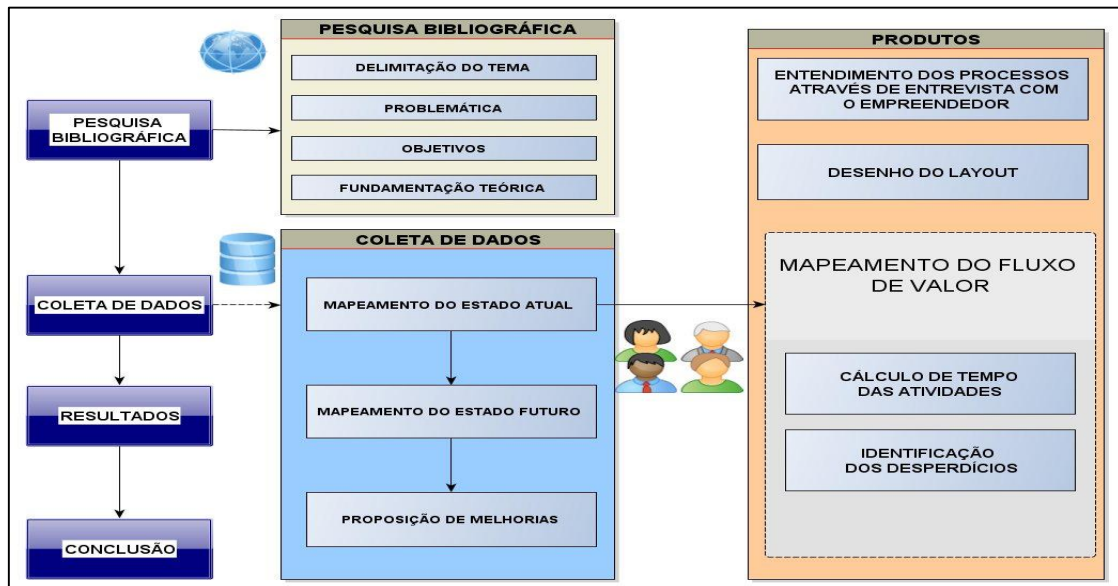 PESQUISA
BIBLIOGRÁFICA
COLETA DE DADOS
RESULTADOS
CONCLUSÃO
PESQUISA BIBLIOGRÁFICA
DELIMITAÇÃO DO TEMA
PROBLEMÁTICA
OBJETIVOS
FUNDAMENTAÇÃO TEÓRICA
COLETA DE DADOS
MAPEAMENTO DO ESTADO ATUAL
MAPEAMENTO DO ESTADO FUTURO
PROPOSIÇÃO DE MELHORIAS
PRODUTOS
ENTENDIMENTO DOS PROCESSOS
ATRAVÉS DE ENTREVISTA COM
O EMPREENDEDOR
DESENHO DO LAYOUT
MAPEAMENTO DO FLUXO
DE VALOR
CÁLCULO DE TEMPO
DAS ATIVIDADES
IDENTIFICAÇÃO
DOS DESPERDÍCIOS